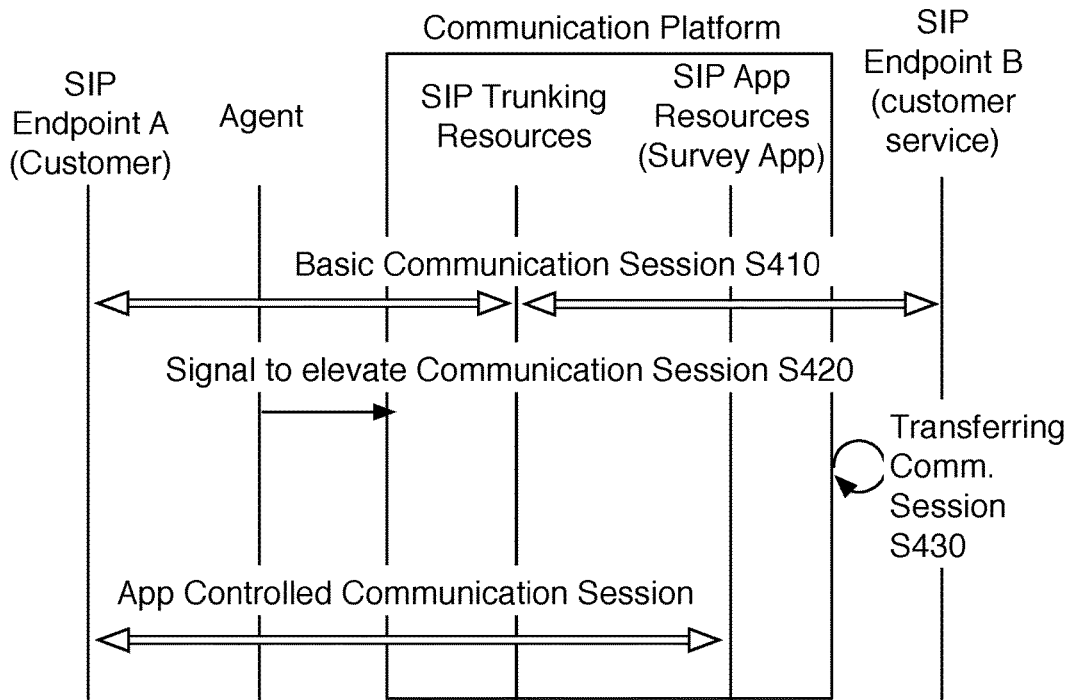 Communication Platform
SIP
Endpoint A
(Customer)
Agent
SIP Trunking
Resources
SIP App
Resources
(Survey App)
SIP
Endpoint B
(customer
service)
Basic Communication Session S410
Signal to elevate Communication Session S420
Transferring
Comm.
Session
S430
App Controlled Communication Session